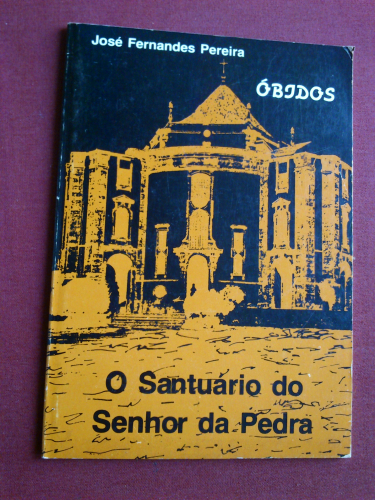 José Fernandes Pereira
ÓBIDOS
O Santuário do
Senhor da Pedra